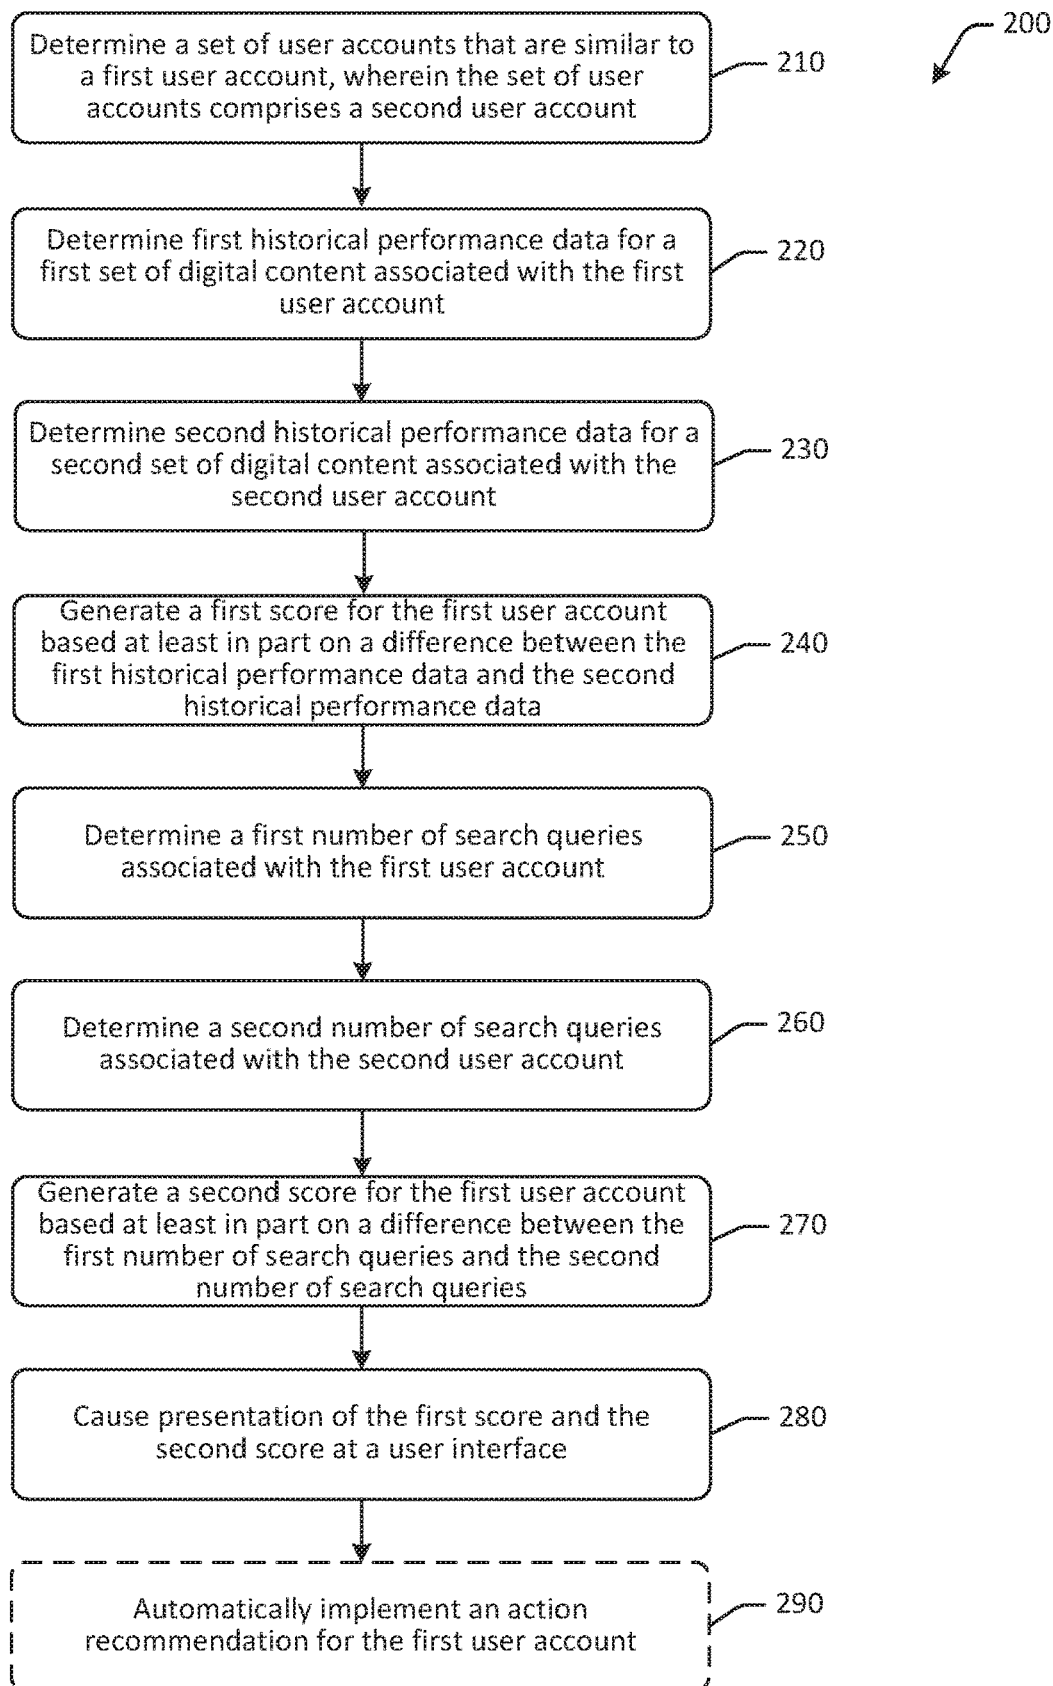 200
Determine a set of user accounts that are similar to
a first user account, wherein the set of user
accounts comprises a second user account
210
Determine first historical performance data for a
first set of digital content associated with the first
user account
220
Determine second historical performance data for a
second set of digital content associated with the
second user account
230
Generate a first score for the first user account
based at least in part on a difference between the
first historical performance data and the second
historical performance data
240
Determine a first number of search queries
associated with the first user account
250
Determine a second number of search queries
associated with the second user account
260
Generate a second score for the first user account
based at least in part on a difference between the
first number of search queries and the second
number of search queries
270
Cause presentation of the first score and the
second score at a user interface
280
Automatically implement an action
recommendation for the first user account
290